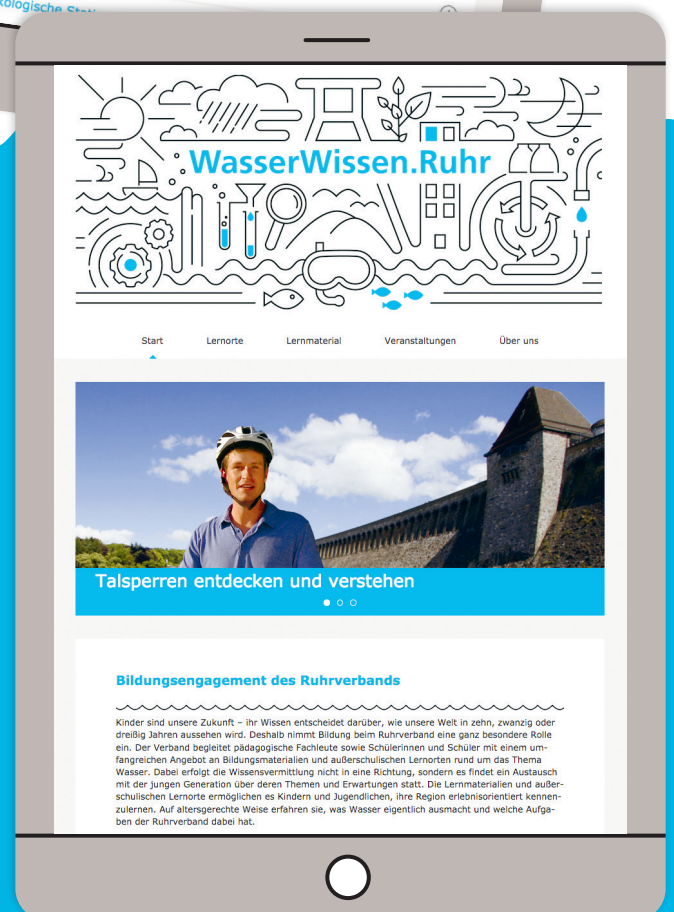 WasserWissen.Ruhr
Start Lernorte Lernmaterial Veranstaltungen Über uns
Talsperren entdecken und verstehen
Bildungsengagement des Ruhrverbands
Kinder sind unsere Zukunft – ihr Wissen entscheidet darüber, wie unsere Welt in zehn, zwanzig oder
dreißig Jahren aussehen wird. Deshalb nimmt Bildung beim Ruhrverband eine ganz besondere Rolle
ein. Der Verband begleitet pädagogische Fachleute sowie Schülerinnen und Schüler mit einem um-
fangreichen Angebot an Bildungsmaterialien und außerschulischen Lernorten rund um das Thema
Wasser. Dabei erfolgt die Wissensvermittlung nicht in eine Richtung, sondern es findet ein Austausch
mit der jungen Generation über deren Themen und Erwartungen statt. Die Lernmaterialien und außer-
schulischen Lernorte ermöglichen es Kindern und Jugendlichen, ihre Region erlebnisorientiert kennen-
zulernen. Auf altersgerechte Weise erfahren sie, was Wasser eigentlich ausmacht und welche Aufga-
ben der Ruhrverband dabei hat.